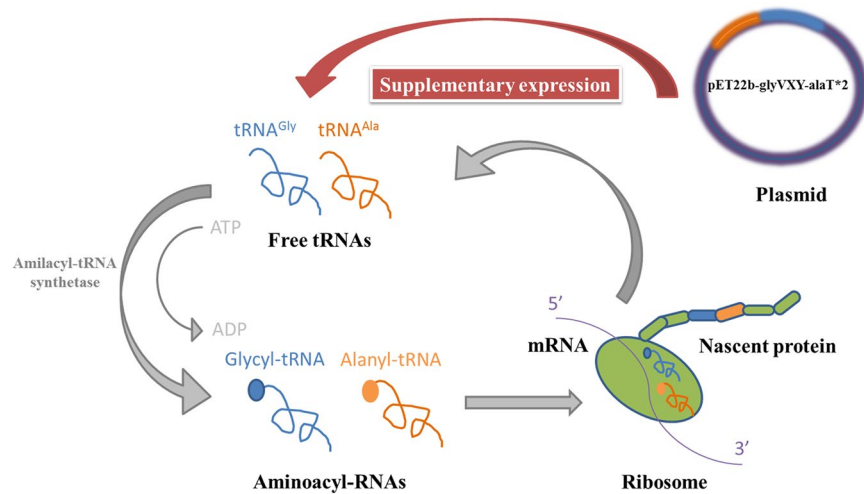 Supplementary expression
pET22b-glyVXY-alaT*2
Plasmid
tRNAGly tRNAAla
Free tRNAs
ATP
Amilacyl-tRNA
synthetase
ADP
Glycyl-tRNA Alanyl-tRNA
Aminoacyl-RNAs
5’
mRNA
Nascent protein
3’
Ribosome